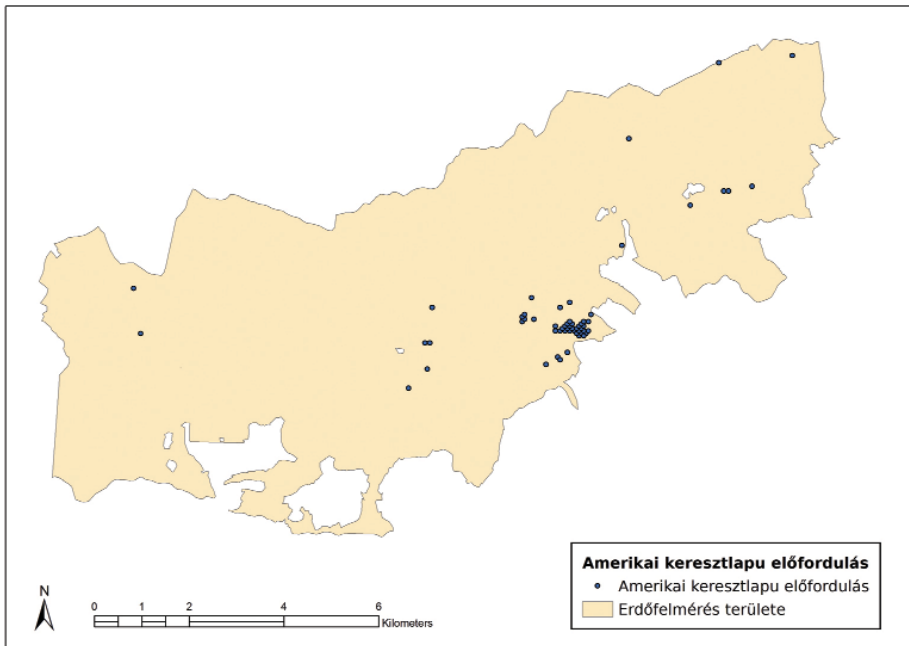 Amerikai keresztlapu előfordulás
Amerikai keresztlapu előfordulás
Erdőfelmérés területe
N
0 1 2 4 6
Kilometers